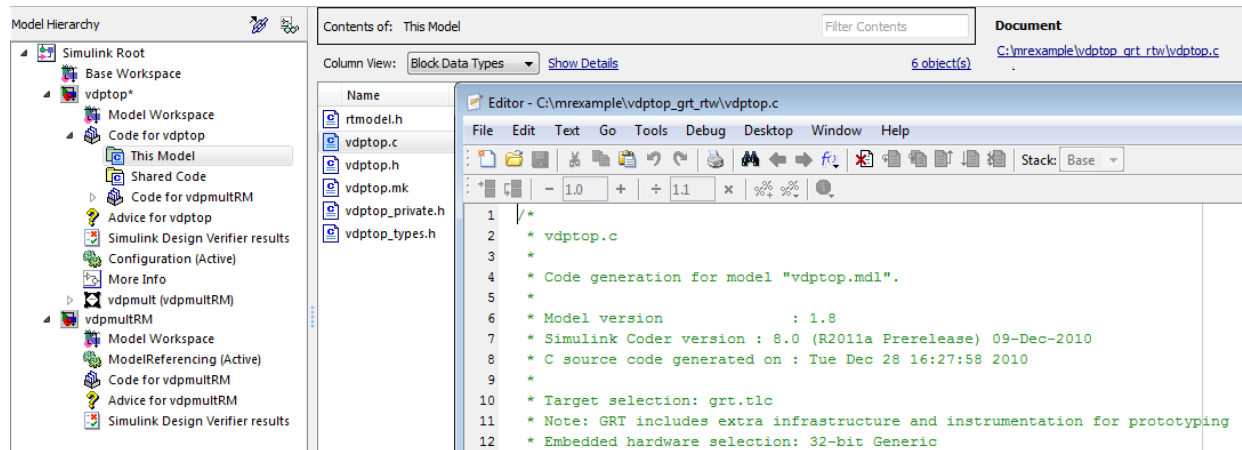 Model Hierarchy
Simulink Root
Base Workspace
vdptop*
Model Workspace
Code for vdptop
This Model
Shared Code
Code for vdpmultRM
Advice for vdptop
Simulink Design Verifier results
Configuration (Active)
More Info
vdpmult (vdpmultRM)
vdpmultRM
Model Workspace
ModelReferencing (Active)
Code for vdpmultRM
Advice for vdpmultRM
Simulink Design Verifier results
Contents of: This Model
Filter Contents
Column View: Block Data Types Show Details 6 object(s)
Name
rtmodel.h
vdptop.c
vdptop.h
vdptop.mk
vdptop_private.h
vdptop_types.h
Document
C:\mrexample\vdptop_grt_rtw\vdptop.c
.
Editor - C:\mrexample\vdptop_grt_rtw\vdptop.c
File Edit Text Go Tools Debug Desktop Window Help
Stack: Base
− 1.0 + ÷ 1.1 ×
1 /*
2 * vdptop.c
3 *
4 * Code generation for model "vdptop.mdl".
5 *
6 * Model version : 1.8
7 * Simulink Coder version : 8.0 (R2011a Prerelease) 09-Dec-2010
8 * C source code generated on : Tue Dec 28 16:27:58 2010
9 *
10 * Target selection: grt.tlc
11 * Note: GRT includes extra infrastructure and instrumentation for prototyping
12 * Embedded hardware selection: 32-bit Generic